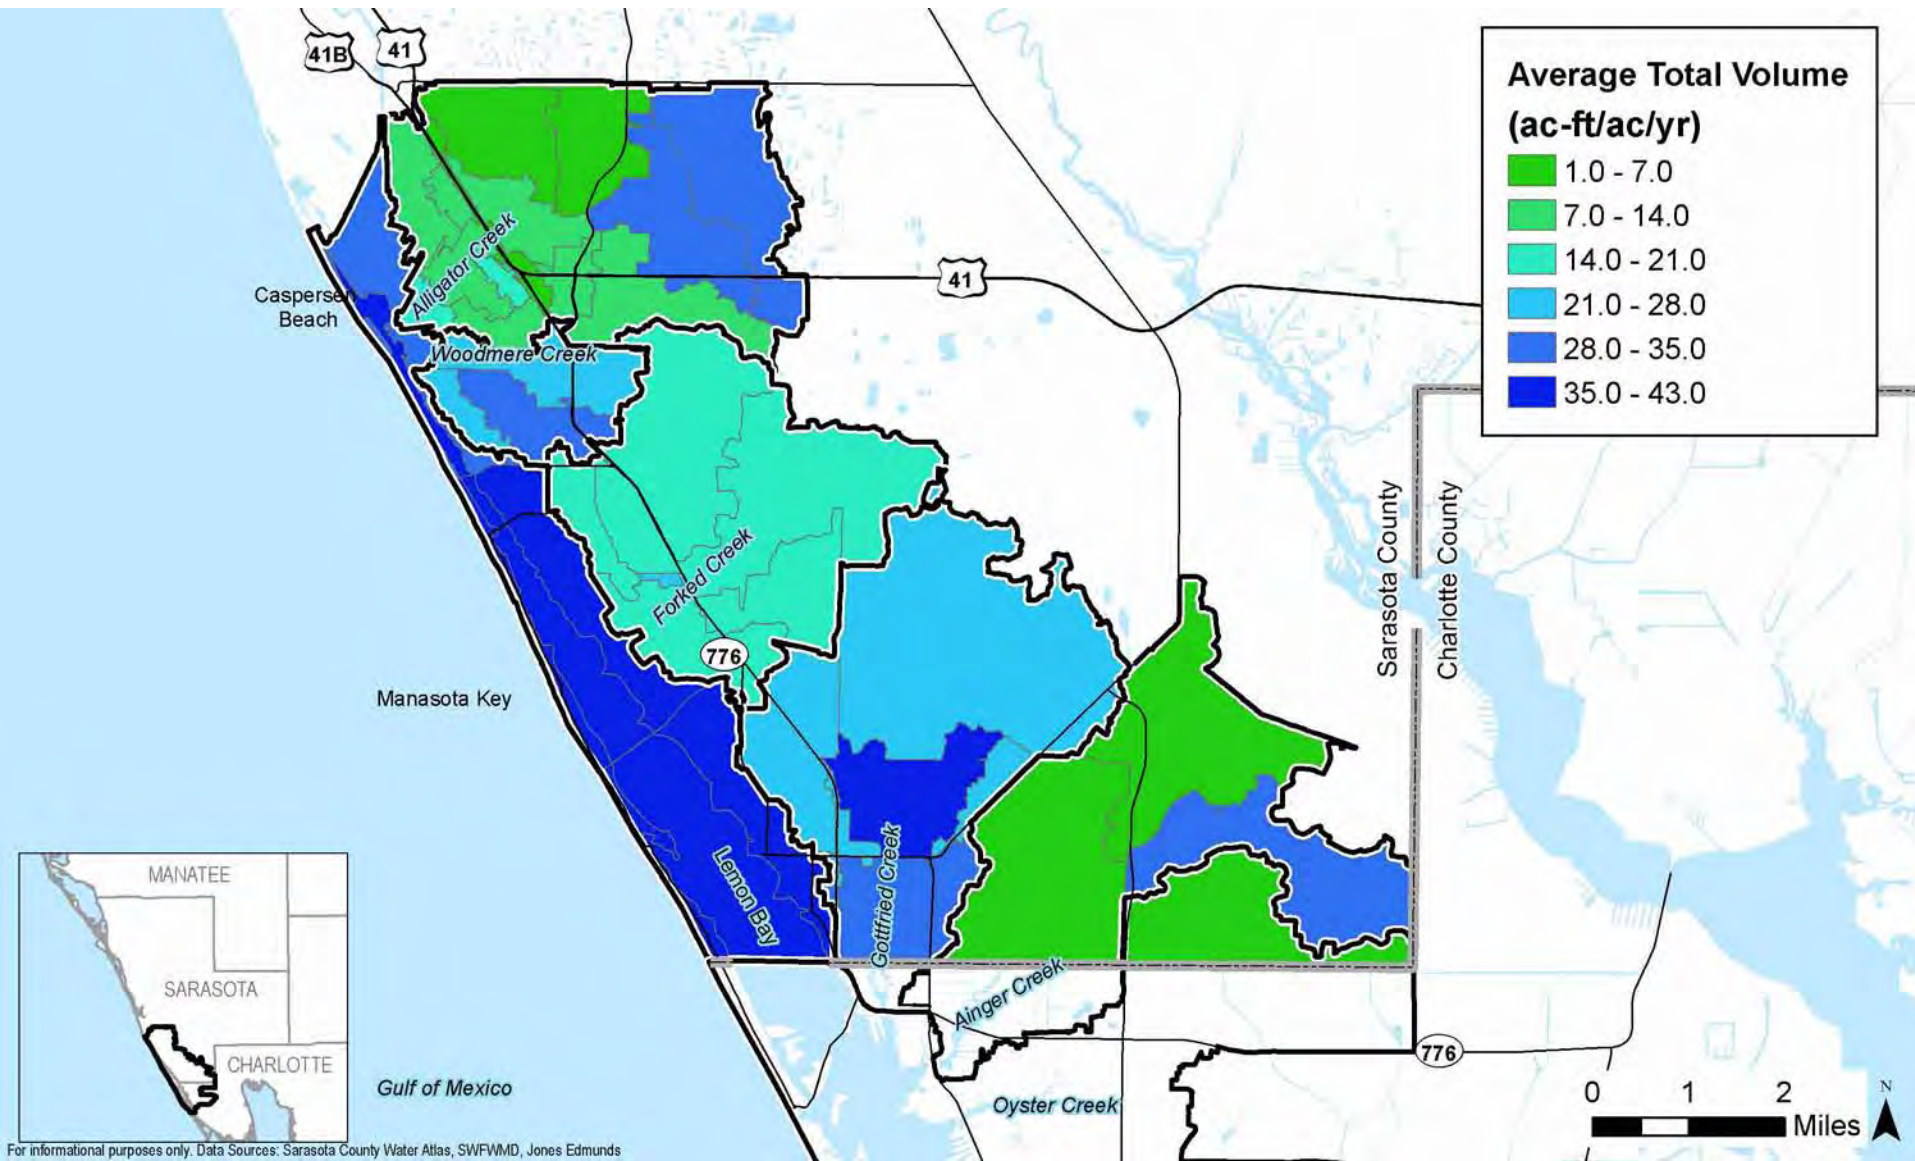 41B
41
Average Total Volume
(ac-ft/ac/yr)
1.0 - 7.0
7.0 - 14.0
14.0 - 21.0
21.0 - 28.0
28.0 - 35.0
35.0 - 43.0
Alligator Creek
41
Caspersen
Beach
Woodmere Creek
Sarasota County
Charlotte County
Forked Creek
776
Manasota Key
Lemon Bay
Gottfried Creek
MANATEE
SARASOTA
CHARLOTTE
Ainger Creek
776
Gulf of Mexico
Oyster Creek
0 1 2
Miles
N
For informational purposes only. Data Sources: Sarasota County Water Atlas, SWFWMD, Jones Edmunds